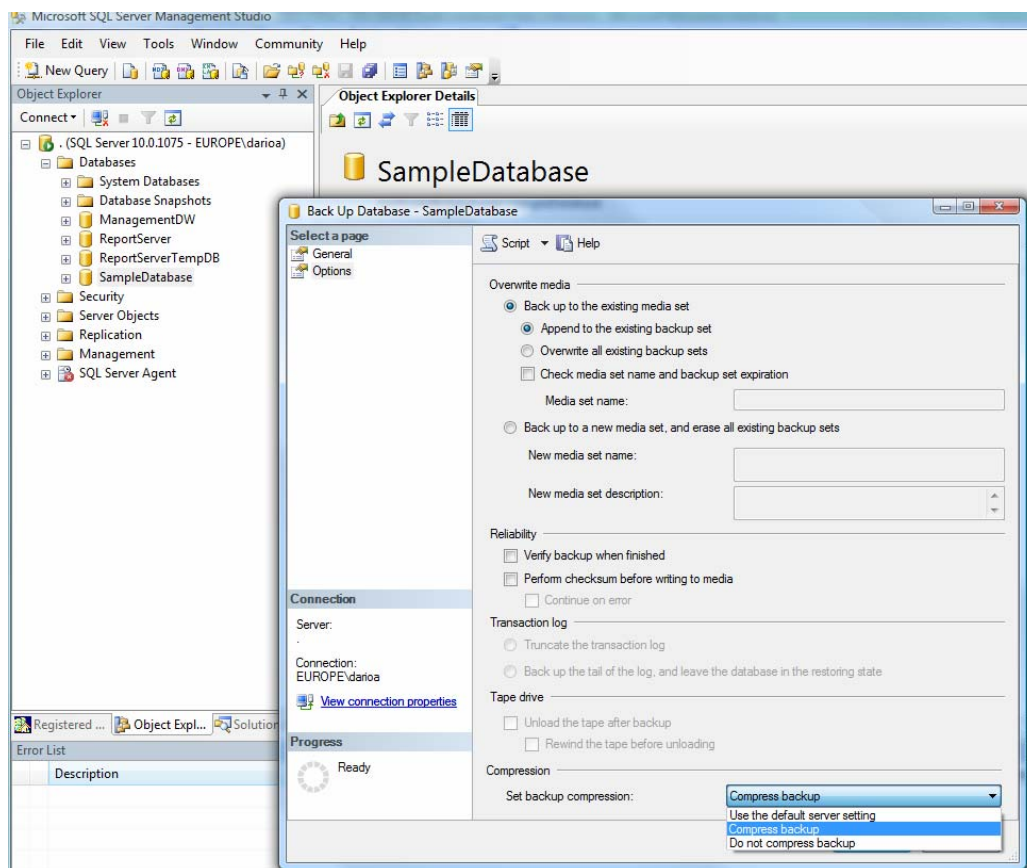 Microsoft SQL Server Management Studio
File Edit View Tools Window Community Help
New Query
Object Explorer
Connect
. (SQL Server 10.0.1075 - EUROPE\darioa)
Databases
System Databases
Database Snapshots
ManagementDW
ReportServer
ReportServerTempDB
SampleDatabase
Security
Server Objects
Replication
Management
SQL Server Agent
Registered ... Object Expl... Solution
Error List
Description
Object Explorer Details
SampleDatabase
Back Up Database - SampleDatabase
Select a page
General
Options
Connection
Server:
.
Connection:
EUROPE\darioa
View connection properties
Progress
Ready
Script Help
Overwrite media
Back up to the existing media set
Append to the existing backup set
Overwrite all existing backup sets
Check media set name and backup set expiration
Media set name:
Back up to a new media set, and erase all existing backup sets
New media set name:
New media set description:
Reliability
Verify backup when finished
Perform checksum before writing to media
Continue on error
Transaction log
Truncate the transaction log
Back up the tail of the log, and leave the database in the restoring state
Tape drive
Unload the tape after backup
Rewind the tape before unloading
Compression
Set backup compression: Compress backup
Use the default server setting
Compress backup
Do not compress backup